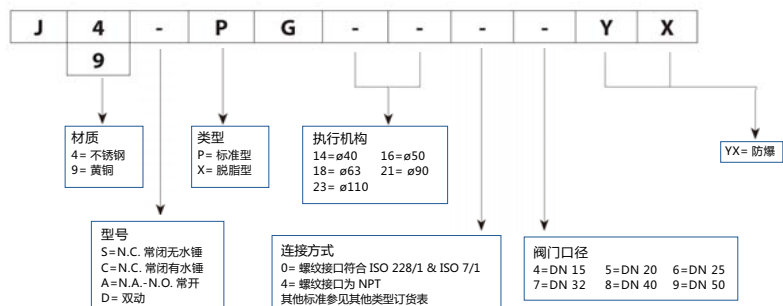 J 4 - P G - - - - Y X
9
材质
4= 不锈钢
9= 黄铜
类型
P= 标准型
X= 脱脂型
执行机构
14=ø40 16=ø50
18= ø63 21= ø90
23= ø110
YX= 防爆
型号
S=N.C. 常闭无水锤
C=N.C. 常闭有水锤
A=N.A.-N.O. 常开
D= 双动
连接方式
0= 螺纹接口符合 ISO 228/1 & ISO 7/1
4= 螺纹接口为 NPT
其他标准参见其他类型订货表
阀门口径
4=DN 15 5=DN 20 6=DN 25
7=DN 32 8=DN 40 9=DN 50